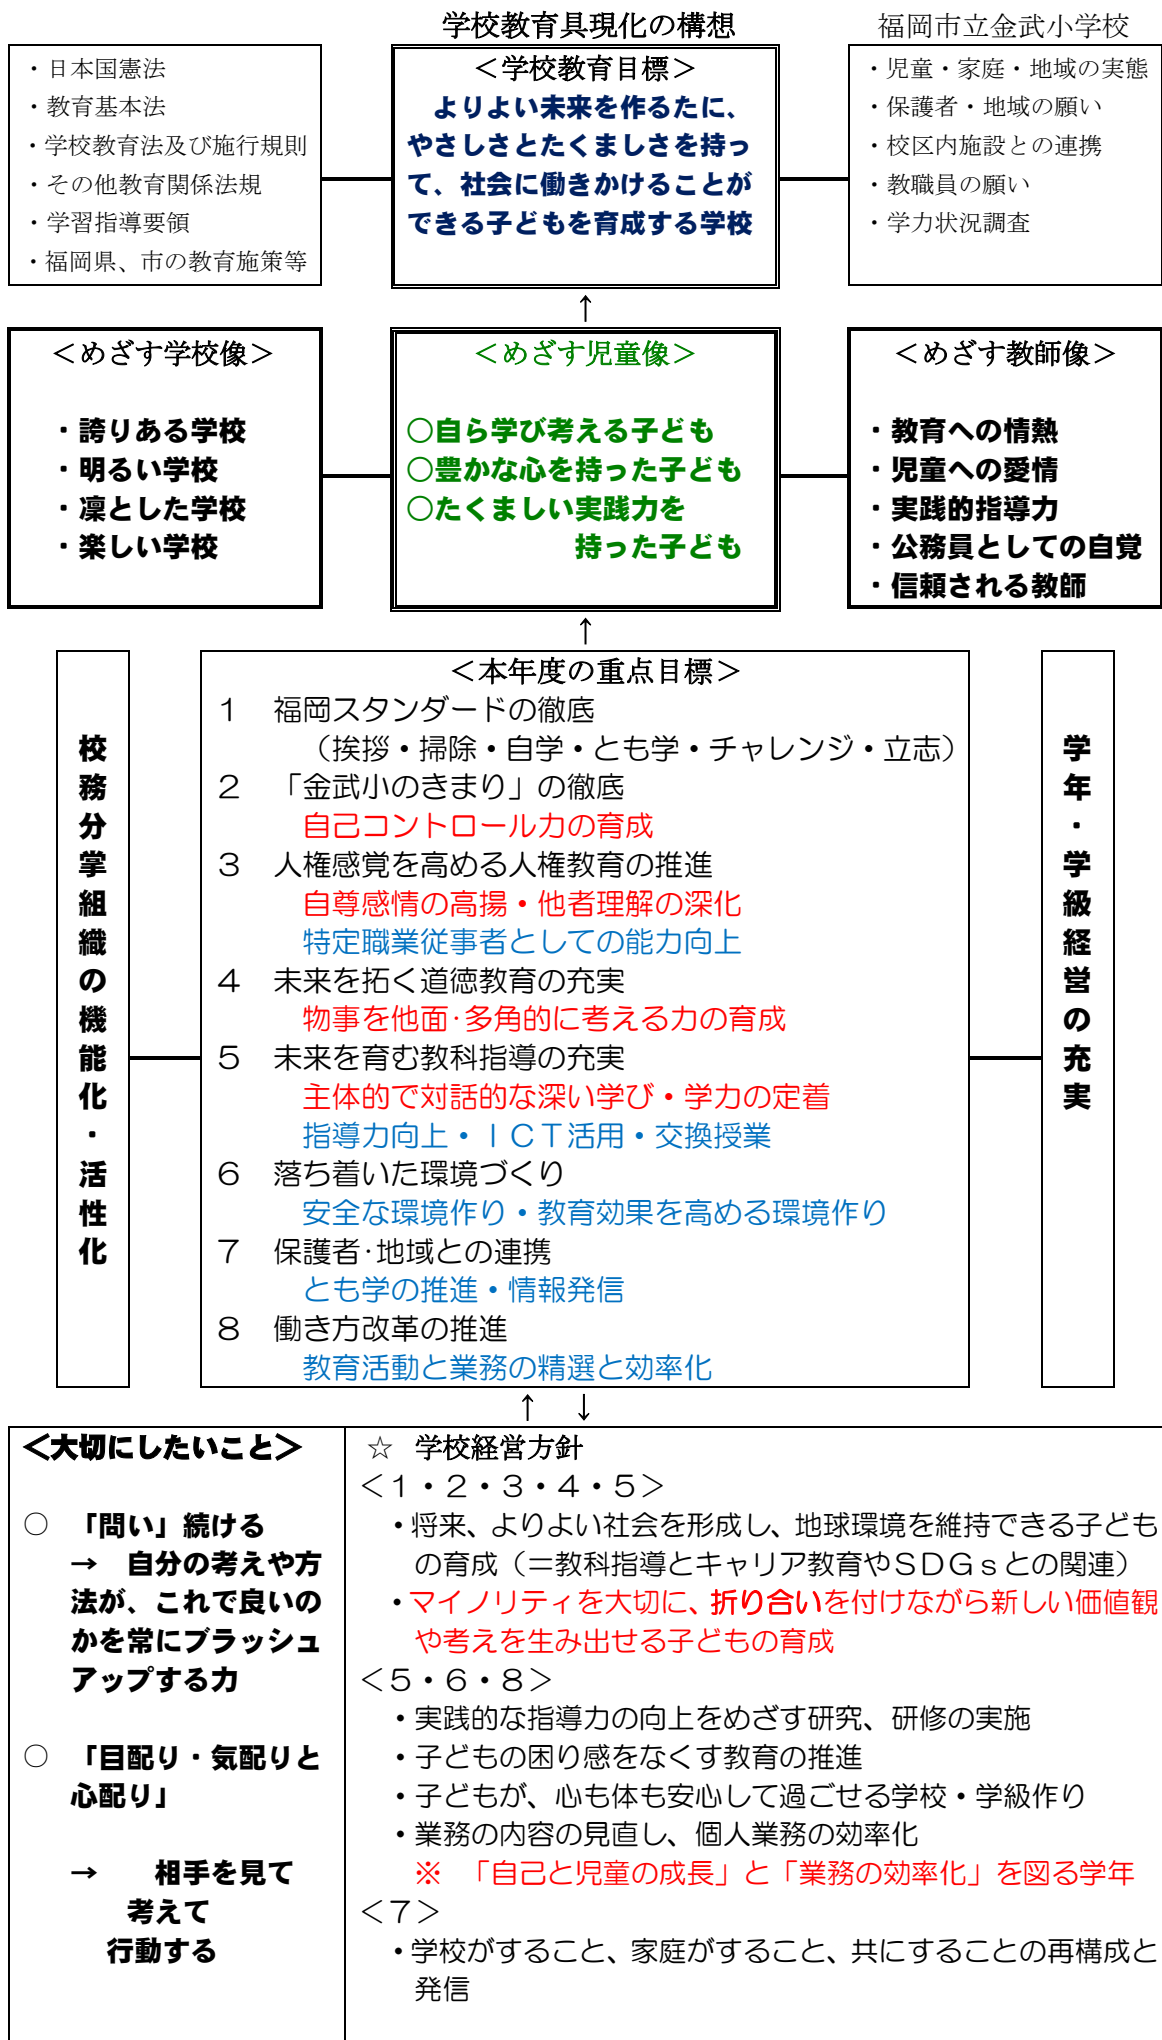 学校教育具現化の構想
福岡市立金武小学校
・日本国憲法
・教育基本法
・学校教育法及び施行規則
・その他教育関係法規
・学習指導要領
・福岡県、市の教育施策等
＜学校教育目標＞
よりよい未来を作るたに、
やさしさとたくましさを持っ
て、社会に働きかけることが
できる子どもを育成する学校
・児童・家庭・地域の実態
・保護者・地域の願い
・校区内施設との連携
・教職員の願い
・学力状況調査
↑
＜めざす学校像＞
・誇りある学校
・明るい学校
・凜とした学校
・楽しい学校
＜めざす児童像＞
○自ら学び考える子ども
○豊かな心を持った子ども
○たくましい実践力を
持った子ども
＜めざす教師像＞
・教育への情熱
・児童への愛情
・実践的指導力
・公務員としての自覚
・信頼される教師
↑
校務分掌組織の機能化・活性化
＜本年度の重点目標＞
１　福岡スタンダードの徹底
（挨拶・掃除・自学・とも学・チャレンジ・立志）
２　「金武小のきまり」の徹底
自己コントロール力の育成
３　人権感覚を高める人権教育の推進
自尊感情の高揚・他者理解の深化
特定職業従事者としての能力向上
４　未来を拓く道徳教育の充実
物事を他面･多角的に考える力の育成
５　未来を育む教科指導の充実
主体的で対話的な深い学び・学力の定着
指導力向上・ＩＣＴ活用・交換授業
６　落ち着いた環境づくり
安全な環境作り・教育効果を高める環境作り
７　保護者･地域との連携
とも学の推進・情報発信
８　働き方改革の推進
教育活動と業務の精選と効率化
学年・学級経営の充実
↑　↓
＜大切にしたいこと＞
○　「問い」続ける
→　自分の考えや方
法が、これで良いの
かを常にブラッシュ
アップする力
○　「目配り・気配りと
心配り」
→　相手を見て
考えて
行動する
☆　学校経営方針
＜１・２・３・４・５＞
・将来、よりよい社会を形成し、地球環境を維持できる子ども
の育成（＝教科指導とキャリア教育やＳＤＧｓとの関連）
・マイノリティを大切に、折り合いを付けながら新しい価値観
や考えを生み出せる子どもの育成
＜５・６・８＞
・実践的な指導力の向上をめざす研究、研修の実施
・子どもの困り感をなくす教育の推進
・子どもが、心も体も安心して過ごせる学校・学級作り
・業務の内容の見直し、個人業務の効率化
※　「自己と児童の成長」と「業務の効率化」を図る学年
＜７＞
・学校がすること、家庭がすること、共にすることの再構成と
発信